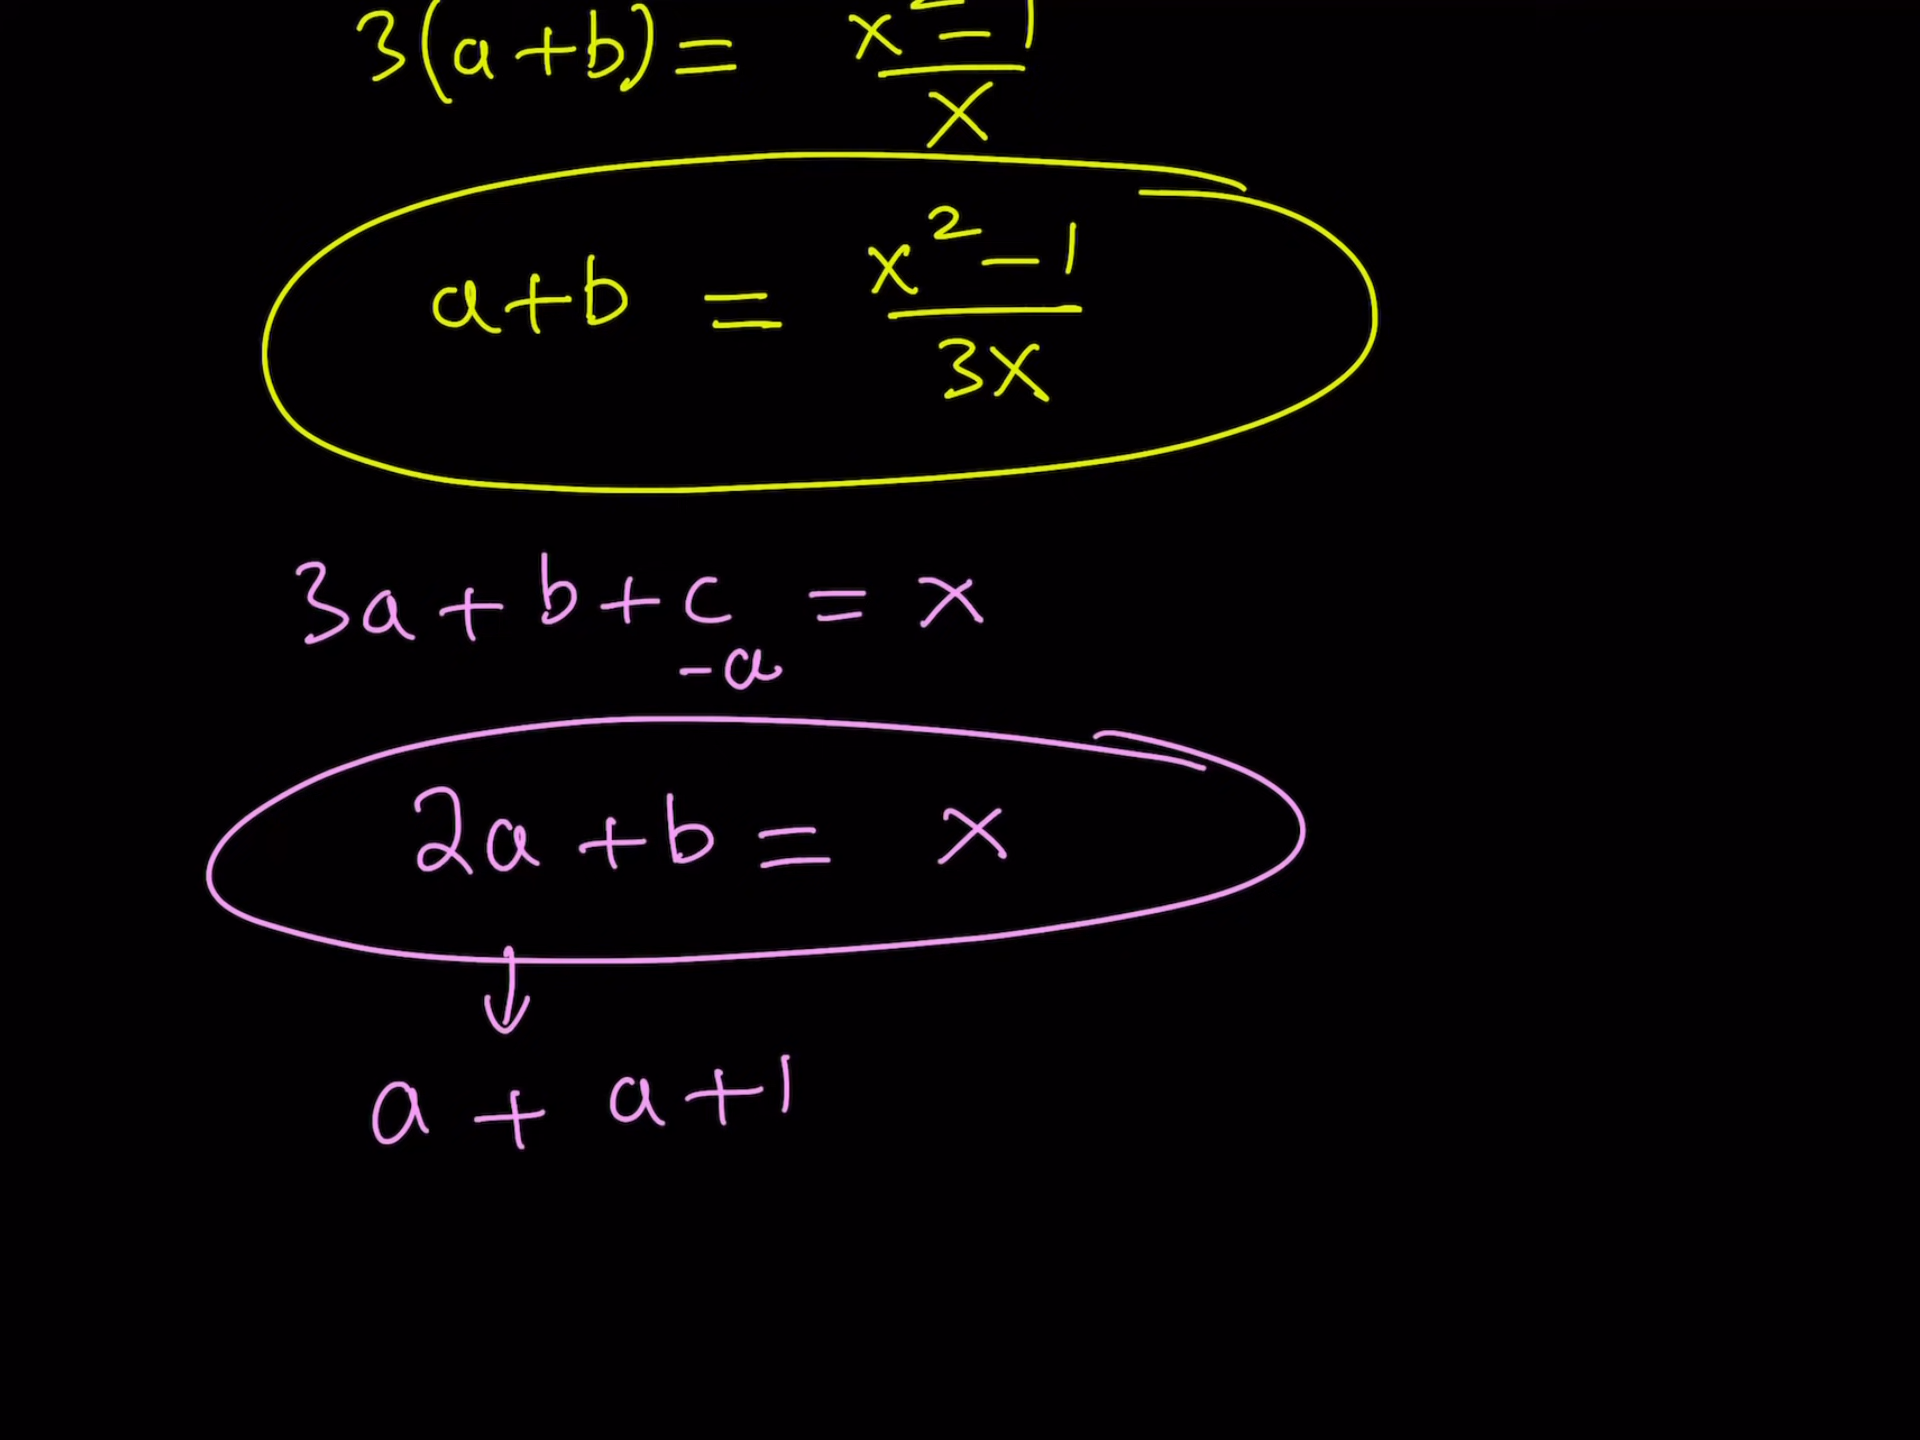 3(a+b) = x²-1
x
a+b = x²-1
3x
3a + b + c = x
-a
2a + b = x
↓
a + a+1